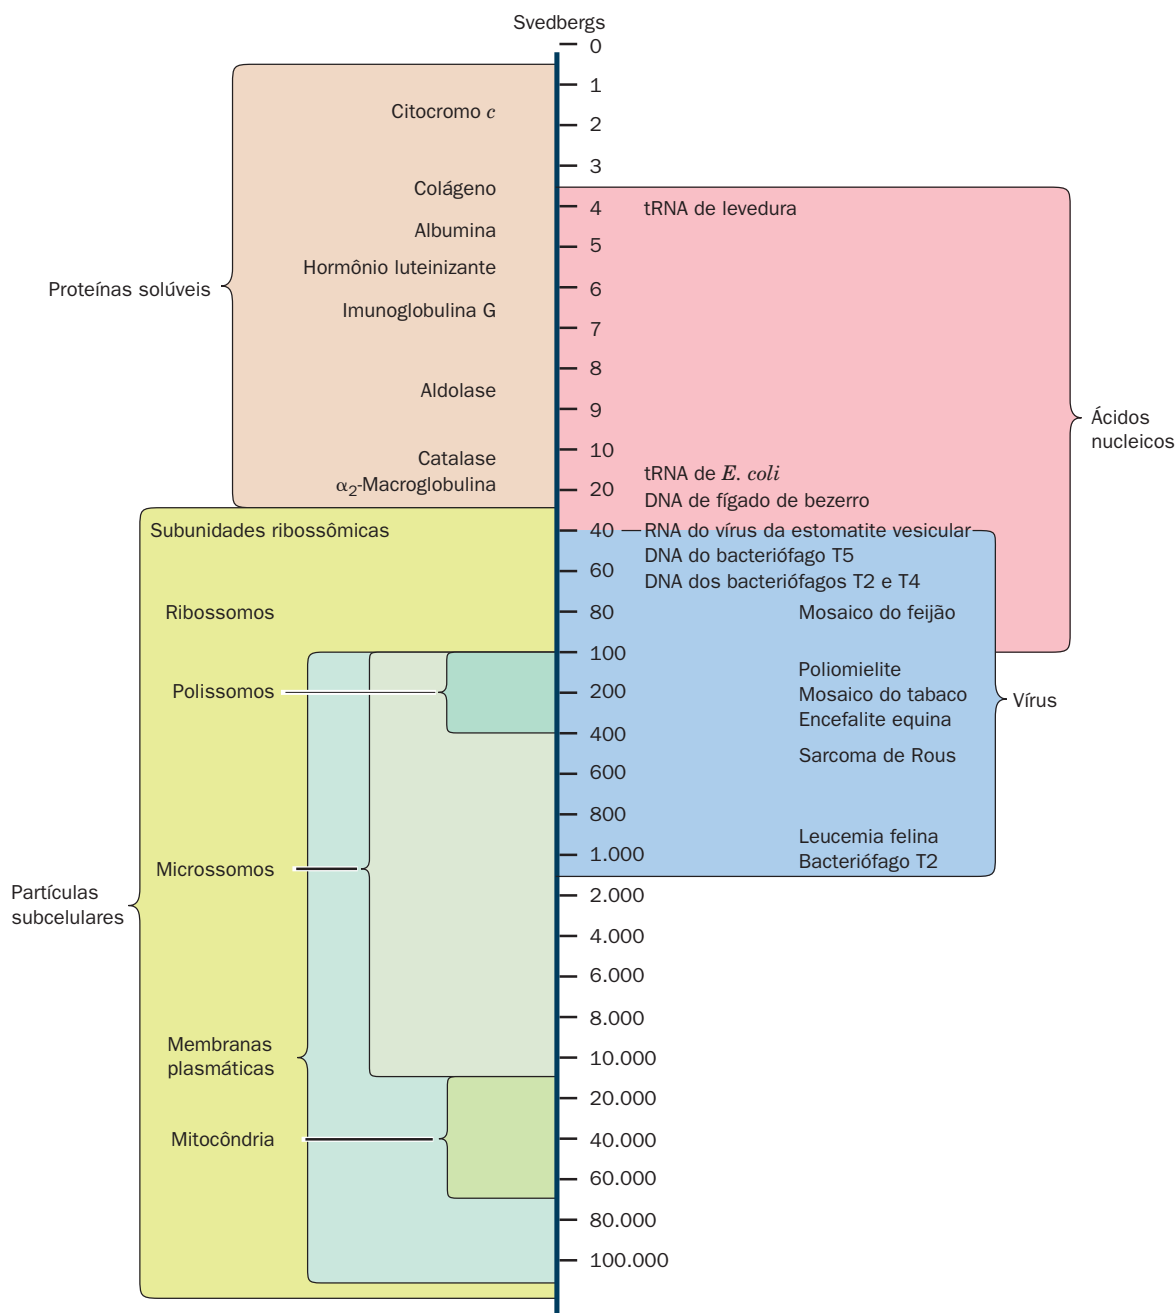 Svedbergs
0
1
2
3
4
5
6
7
8
9
10
20
40
60
80
100
200
400
600
800
1.000
2.000
4.000
6.000
8.000
10.000
20.000
40.000
60.000
80.000
100.000
Proteínas solúveis
Citocromo c
Colágeno
Albumina
Hormônio luteinizante
Imunoglobulina G
Aldolase
Catalase
α2-Macroglobulina
Partículas
subcelulares
Subunidades ribossômicas
Ribossomos
Polissomos
Microssomos
Membranas
plasmáticas
Mitocôndria
Ácidos
nucleicos
tRNA de levedura
tRNA de E. coli
DNA de fígado de bezerro
RNA do vírus da estomatite vesicular
DNA do bacteriófago T5
DNA dos bacteriófagos T2 e T4
Vírus
Mosaico do feijão
Poliomielite
Mosaico do tabaco
Encefalite equina
Sarcoma de Rous
Leucemia felina
Bacteriófago T2